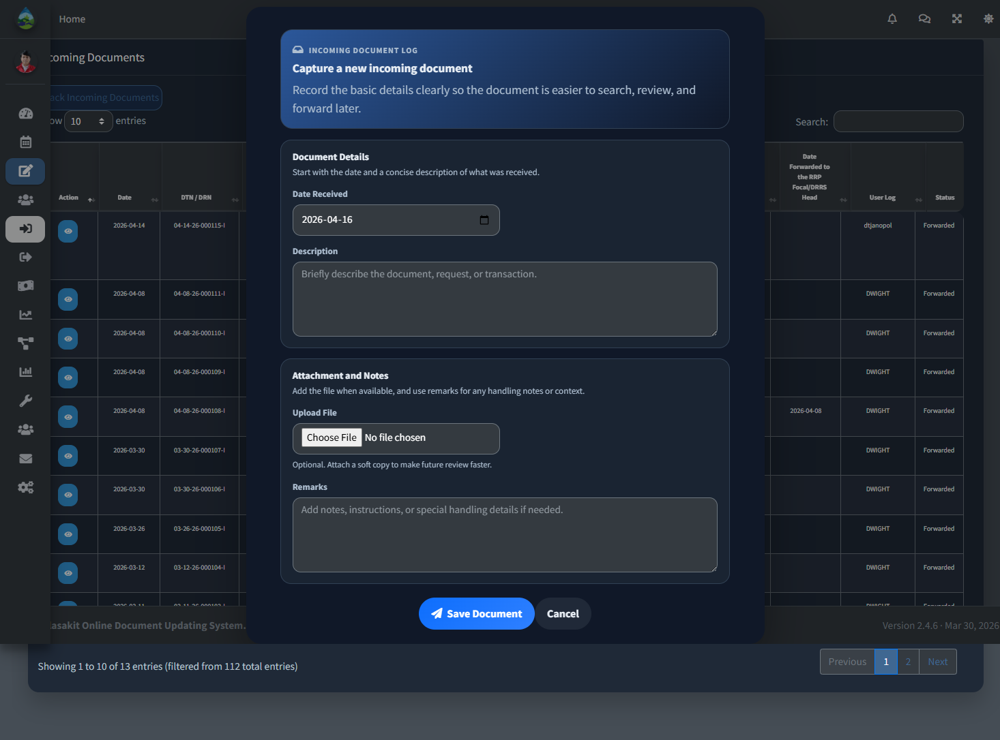 Home
coming Documents
ack Incoming Documents
ow 10 entries
Search:
Action
Date
DTN / DRN
Date
Forwarded to
the RRP
Focal/DRRS
Head
User Log
Status
2026-04-14 04-14-26-000115-I dtjanopol Forwarded
2026-04-08 04-08-26-000111-I DWIGHT Forwarded
2026-04-08 04-08-26-000110-I DWIGHT Forwarded
2026-04-08 04-08-26-000109-I DWIGHT Forwarded
2026-04-08 04-08-26-000108-I 2026-04-08 DWIGHT Forwarded
2026-03-30 03-30-26-000107-I DWIGHT Forwarded
2026-03-30 03-30-26-000106-I DWIGHT Forwarded
2026-03-26 03-26-26-000105-I DWIGHT Forwarded
2026-03-12 03-12-26-000104-I DWIGHT Forwarded
INCOMING DOCUMENT LOG
Capture a new incoming document
Record the basic details clearly so the document is easier to search, review, and
forward later.
Document Details
Start with the date and a concise description of what was received.
Date Received
2026-04-16
Description
Briefly describe the document, request, or transaction.
Attachment and Notes
Add the file when available, and use remarks for any handling notes or context.
Upload File
Choose File No file chosen
Optional. Attach a soft copy to make future review faster.
Remarks
Add notes, instructions, or special handling details if needed.
Save Document Cancel
asakit Online Document Updating System.
Version 2.4.6 · Mar 30, 2026
Showing 1 to 10 of 13 entries (filtered from 112 total entries)
Previous 1 2 Next